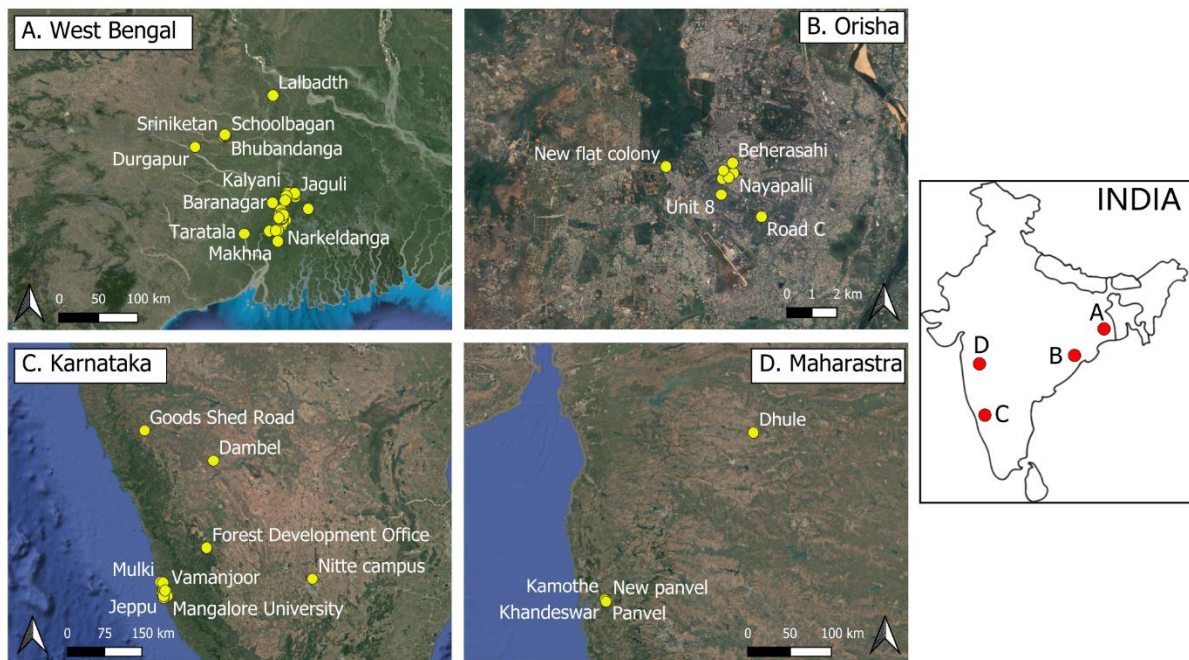 A. West Bengal
Lalbadth
Sriniketan Schoolbagan
Bhubandanga
Durgapur
Kalyani Jaguli
Baranagar
Taratala Narkeldanga
Makhna
0 50 100 km
B. Orisha
New flat colony Beherasahi
Nayapalli
Unit 8
Road C
0 1 2 km
C. Karnataka
Goods Shed Road
Dambel
Forest Development Office
Mulki Vamanjoor Nitte campus
Jeppu Mangalore University
0 75 150 km
D. Maharastra
Dhule
Kamothe New panvel
Khandeswar Panvel
0 50 100 km
INDIA
A
B
D
C